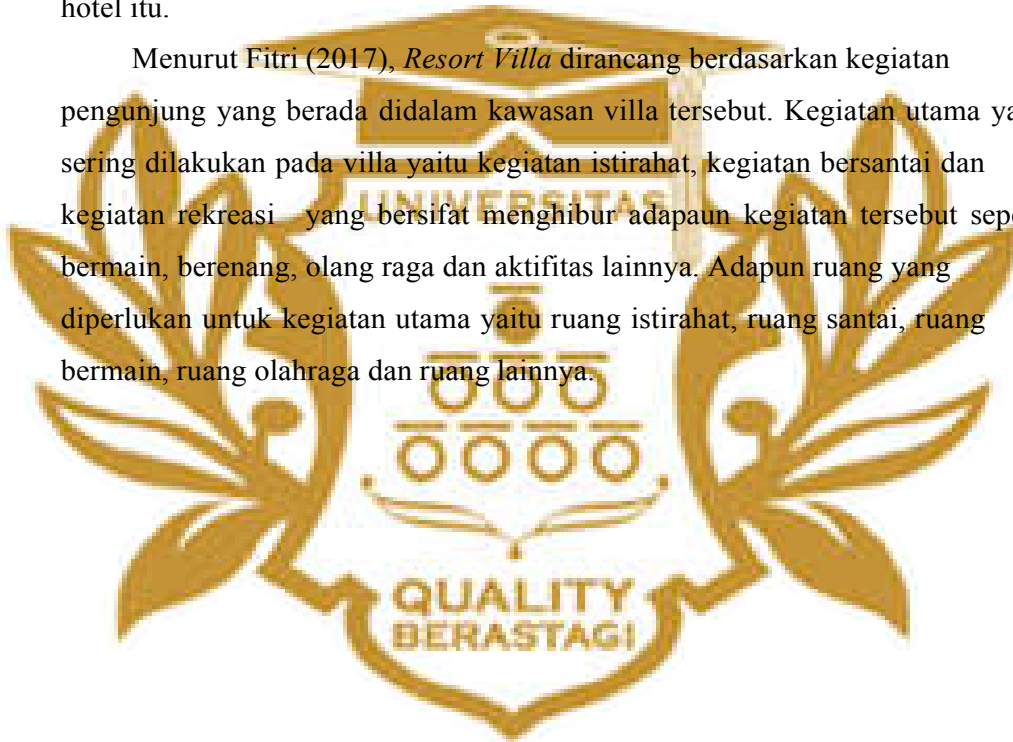 hotel itu.
Menurut Fitri (2017), Resort Villa dirancang berdasarkan kegiatan
pengunjung yang berada didalam kawasan villa tersebut. Kegiatan utama ya
sering dilakukan pada villa yaitu kegiatan istirahat, kegiatan bersantai dan
kegiatan rekreasi yang bersifat menghibur adapaun kegiatan tersebut sepe
bermain, berenang, olang raga dan aktifitas lainnya. Adapun ruang yang
diperlukan untuk kegiatan utama yaitu ruang istirahat, ruang santai, ruang
bermain, ruang olahraga dan ruang lainnya.
UNIVERSITAS
QUALITY
BERASTAGI